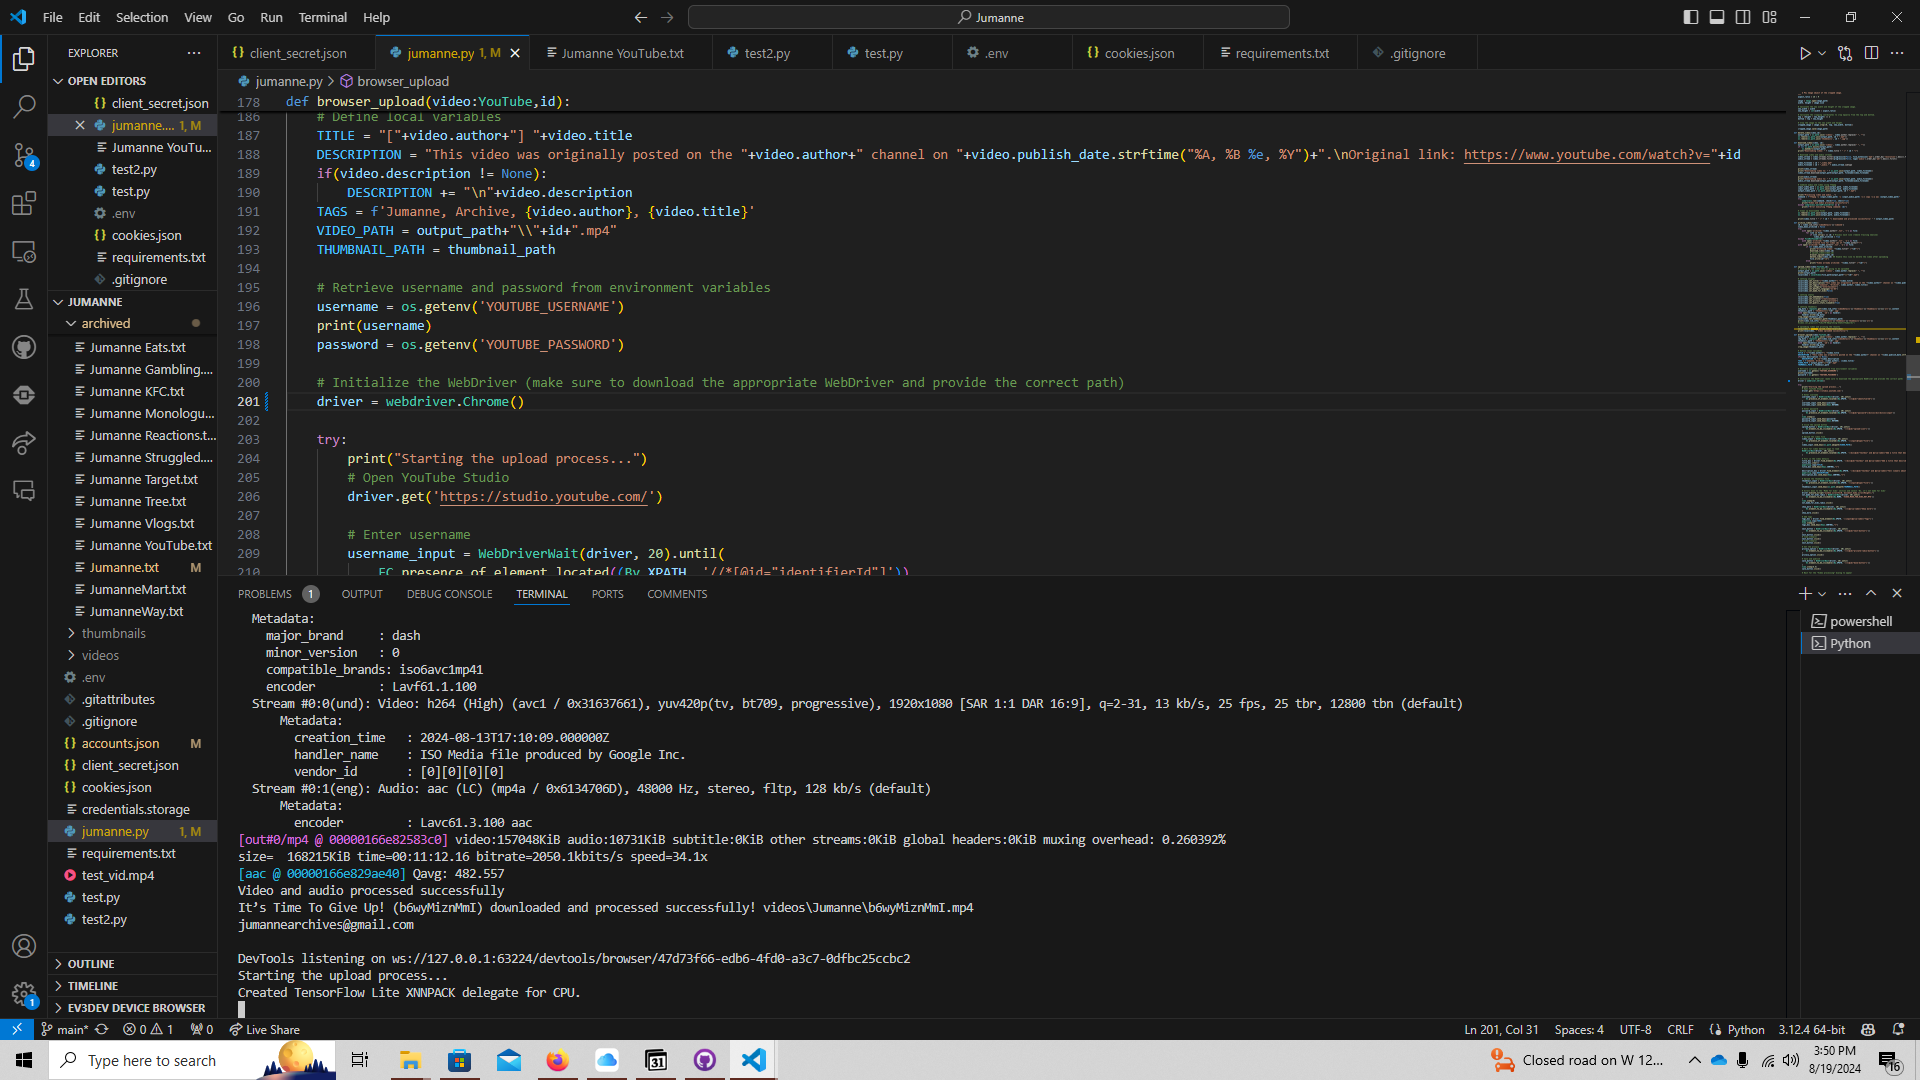 File Edit Selection View Go Run Terminal Help
Jumanne
EXPLORER
client_secret.json
jumanne.py 1, M
Jumanne YouTube.txt
test2.py
test.py
.env
cookies.json
requirements.txt
.gitignore
OPEN EDITORS
client_secret.json
jumanne.... 1, M
Jumanne YouTu...
test2.py
test.py
.env
cookies.json
requirements.txt
.gitignore
JUMANNE
archived
Jumanne Eats.txt
Jumanne Gambling....
Jumanne KFC.txt
Jumanne Monologu...
Jumanne Reactions.t...
Jumanne Struggled....
Jumanne Target.txt
Jumanne Tree.txt
Jumanne Vlogs.txt
Jumanne YouTube.txt
Jumanne.txt M
JumanneMart.txt
JumanneWay.txt
thumbnails
videos
.env
.gitattributes
.gitignore
accounts.json M
client_secret.json
cookies.json
credentials.storage
jumanne.py 1, M
requirements.txt
test_vid.mp4
test.py
test2.py
OUTLINE
TIMELINE
EV3DEV DEVICE BROWSER
4
1
jumanne.py > browser_upload
178 def browser_upload(video:YouTube,id):
186 # Define local variables
187 TITLE = "["+video.author+"] "+video.title
188 DESCRIPTION = "This video was originally posted on the "+video.author+" channel on "+video.publish_date.strftime("%A, %B %e, %Y")+".\nOriginal link: https://www.youtube.com/watch?v="+id
189 if(video.description != None):
190 DESCRIPTION += "\n"+video.description
191 TAGS = f'Jumanne, Archive, {video.author}, {video.title}'
192 VIDEO_PATH = output_path+"\\"+id+".mp4"
193 THUMBNAIL_PATH = thumbnail_path
194
195 # Retrieve username and password from environment variables
196 username = os.getenv('YOUTUBE_USERNAME')
197 print(username)
198 password = os.getenv('YOUTUBE_PASSWORD')
199
200 # Initialize the WebDriver (make sure to download the appropriate WebDriver and provide the correct path)
201 driver = webdriver.Chrome()
202
203 try:
204 print("Starting the upload process...")
205 # Open YouTube Studio
206 driver.get('https://studio.youtube.com/')
207
208 # Enter username
209 username_input = WebDriverWait(driver, 20).until(
210 EC.presence_of_element_located((By.XPATH, '//*[@id="identifierId"]'))
PROBLEMS 1 OUTPUT DEBUG CONSOLE TERMINAL PORTS COMMENTS
powershell
Python
Metadata:
major_brand : dash
minor_version : 0
compatible_brands: iso6avc1mp41
encoder : Lavf61.1.100
Stream #0:0(und): Video: h264 (High) (avc1 / 0x31637661), yuv420p(tv, bt709, progressive), 1920x1080 [SAR 1:1 DAR 16:9], q=2-31, 13 kb/s, 25 fps, 25 tbr, 12800 tbn (default)
Metadata:
creation_time : 2024-08-13T17:10:09.000000Z
handler_name : ISO Media file produced by Google Inc.
vendor_id : [0][0][0][0]
Stream #0:1(eng): Audio: aac (LC) (mp4a / 0x6134706D), 48000 Hz, stereo, fltp, 128 kb/s (default)
Metadata:
encoder : Lavc61.3.100 aac
[out#0/mp4 @ 00000166e82583c0] video:157048KiB audio:10731KiB subtitle:0KiB other streams:0KiB global headers:0KiB muxing overhead: 0.260392%
size= 168215KiB time=00:11:12.16 bitrate=2050.1kbits/s speed=34.1x
[aac @ 00000166e829ae40] Qavg: 482.557
Video and audio processed successfully
It’s Time To Give Up! (b6wyMiznMmI) downloaded and processed successfully! videos\Jumanne\b6wyMiznMmI.mp4
jumannearchives@gmail.com
DevTools listening on ws://127.0.0.1:63224/devtools/browser/47d73f66-edb6-4fd0-a3c7-0dfbc25ccbc2
Starting the upload process...
Created TensorFlow Lite XNNPACK delegate for CPU.
main* 0 1 0 Live Share
Ln 201, Col 31 Spaces: 4 UTF-8 CRLF Python 3.12.4 64-bit
Type here to search
31
Closed road on W 12...
3:50 PM
8/19/2024
16